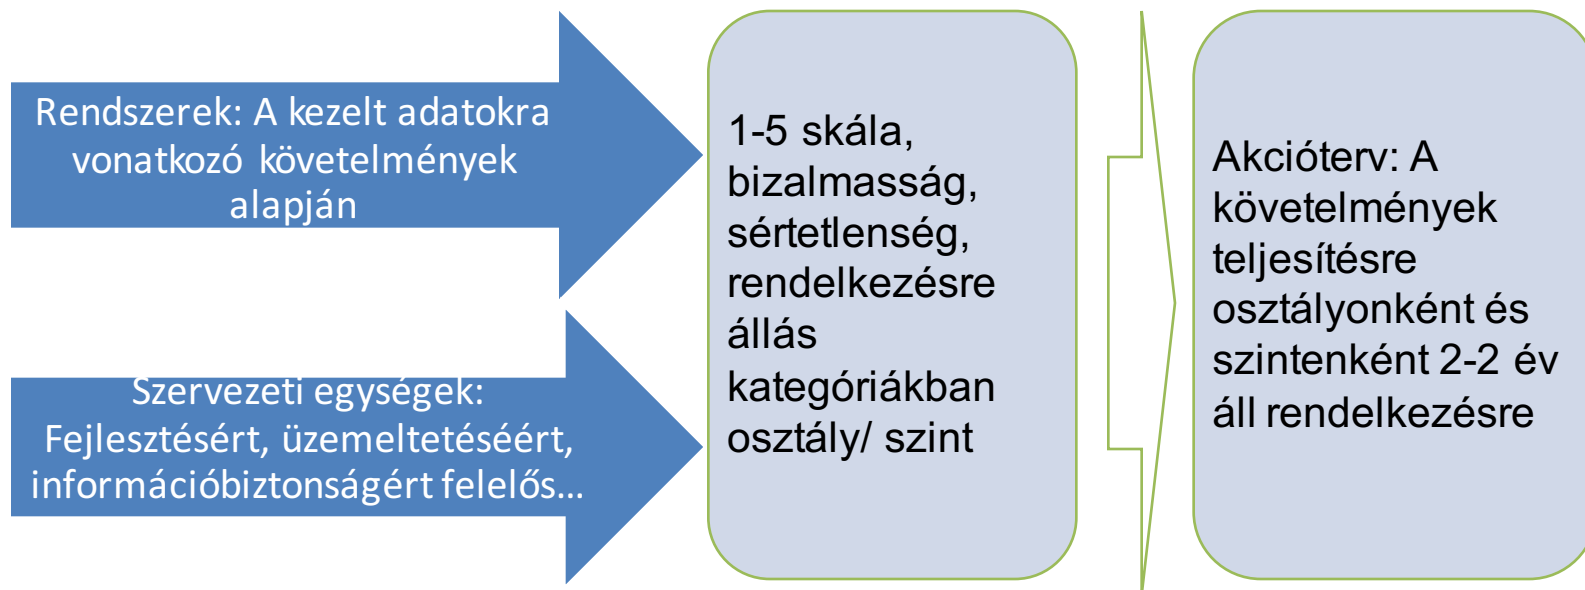 Rendszerek: A kezelt adatokra
vonatkozó követelmények
alapján
Szervezeti egységek:
Fejlesztésért, üzemeltetéséért,
információbiztonságért felelős...
1-5 skála,
bizalmasság,
sértetlenség,
rendelkezésre
állás
kategóriákban
osztály/ szint
Akcióterv: A
követelmények
teljesítésre
osztályonként és
szintenként 2-2 év
áll rendelkezésre